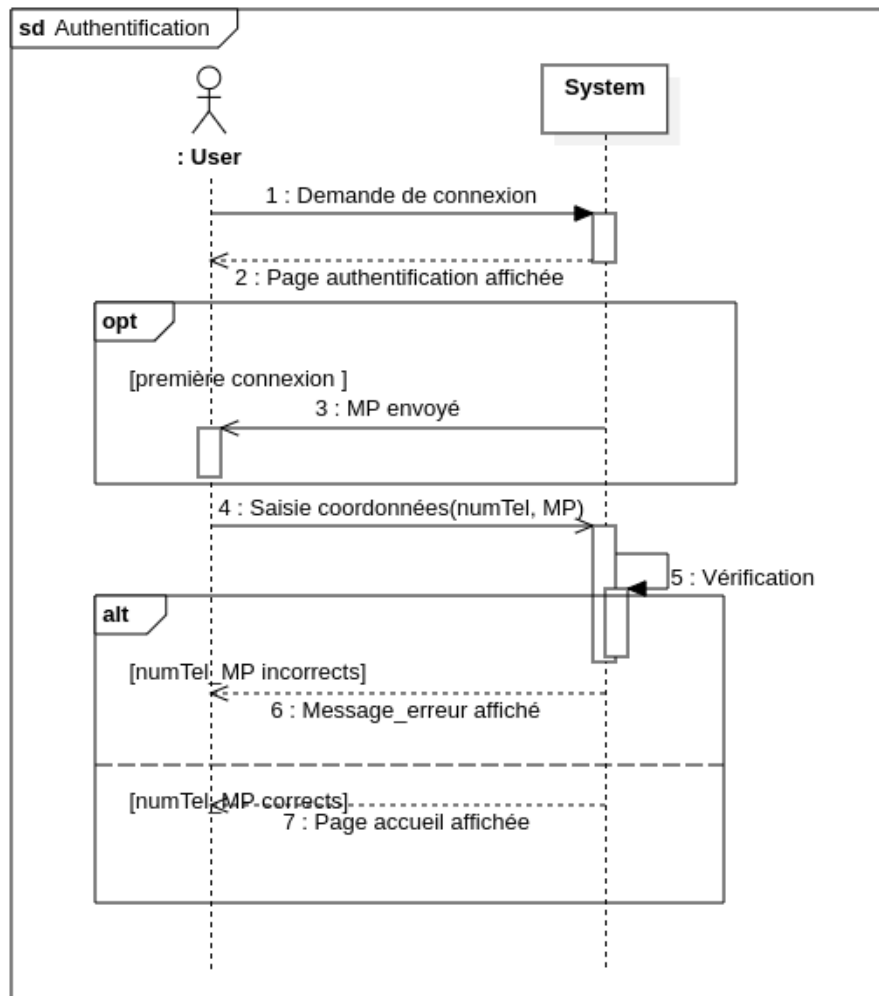 sd Authentification
System
: User
1 : Demande de connexion
2 : Page authentification affichée
opt
[première connexion ]
3 : MP envoyé
4 : Saisie coordonnées(numTel, MP)
5 : Vérification
alt
[numTel_MP incorrects]
6 : Message_erreur affiché
[numTel_MP corrects]
7 : Page accueil affichée